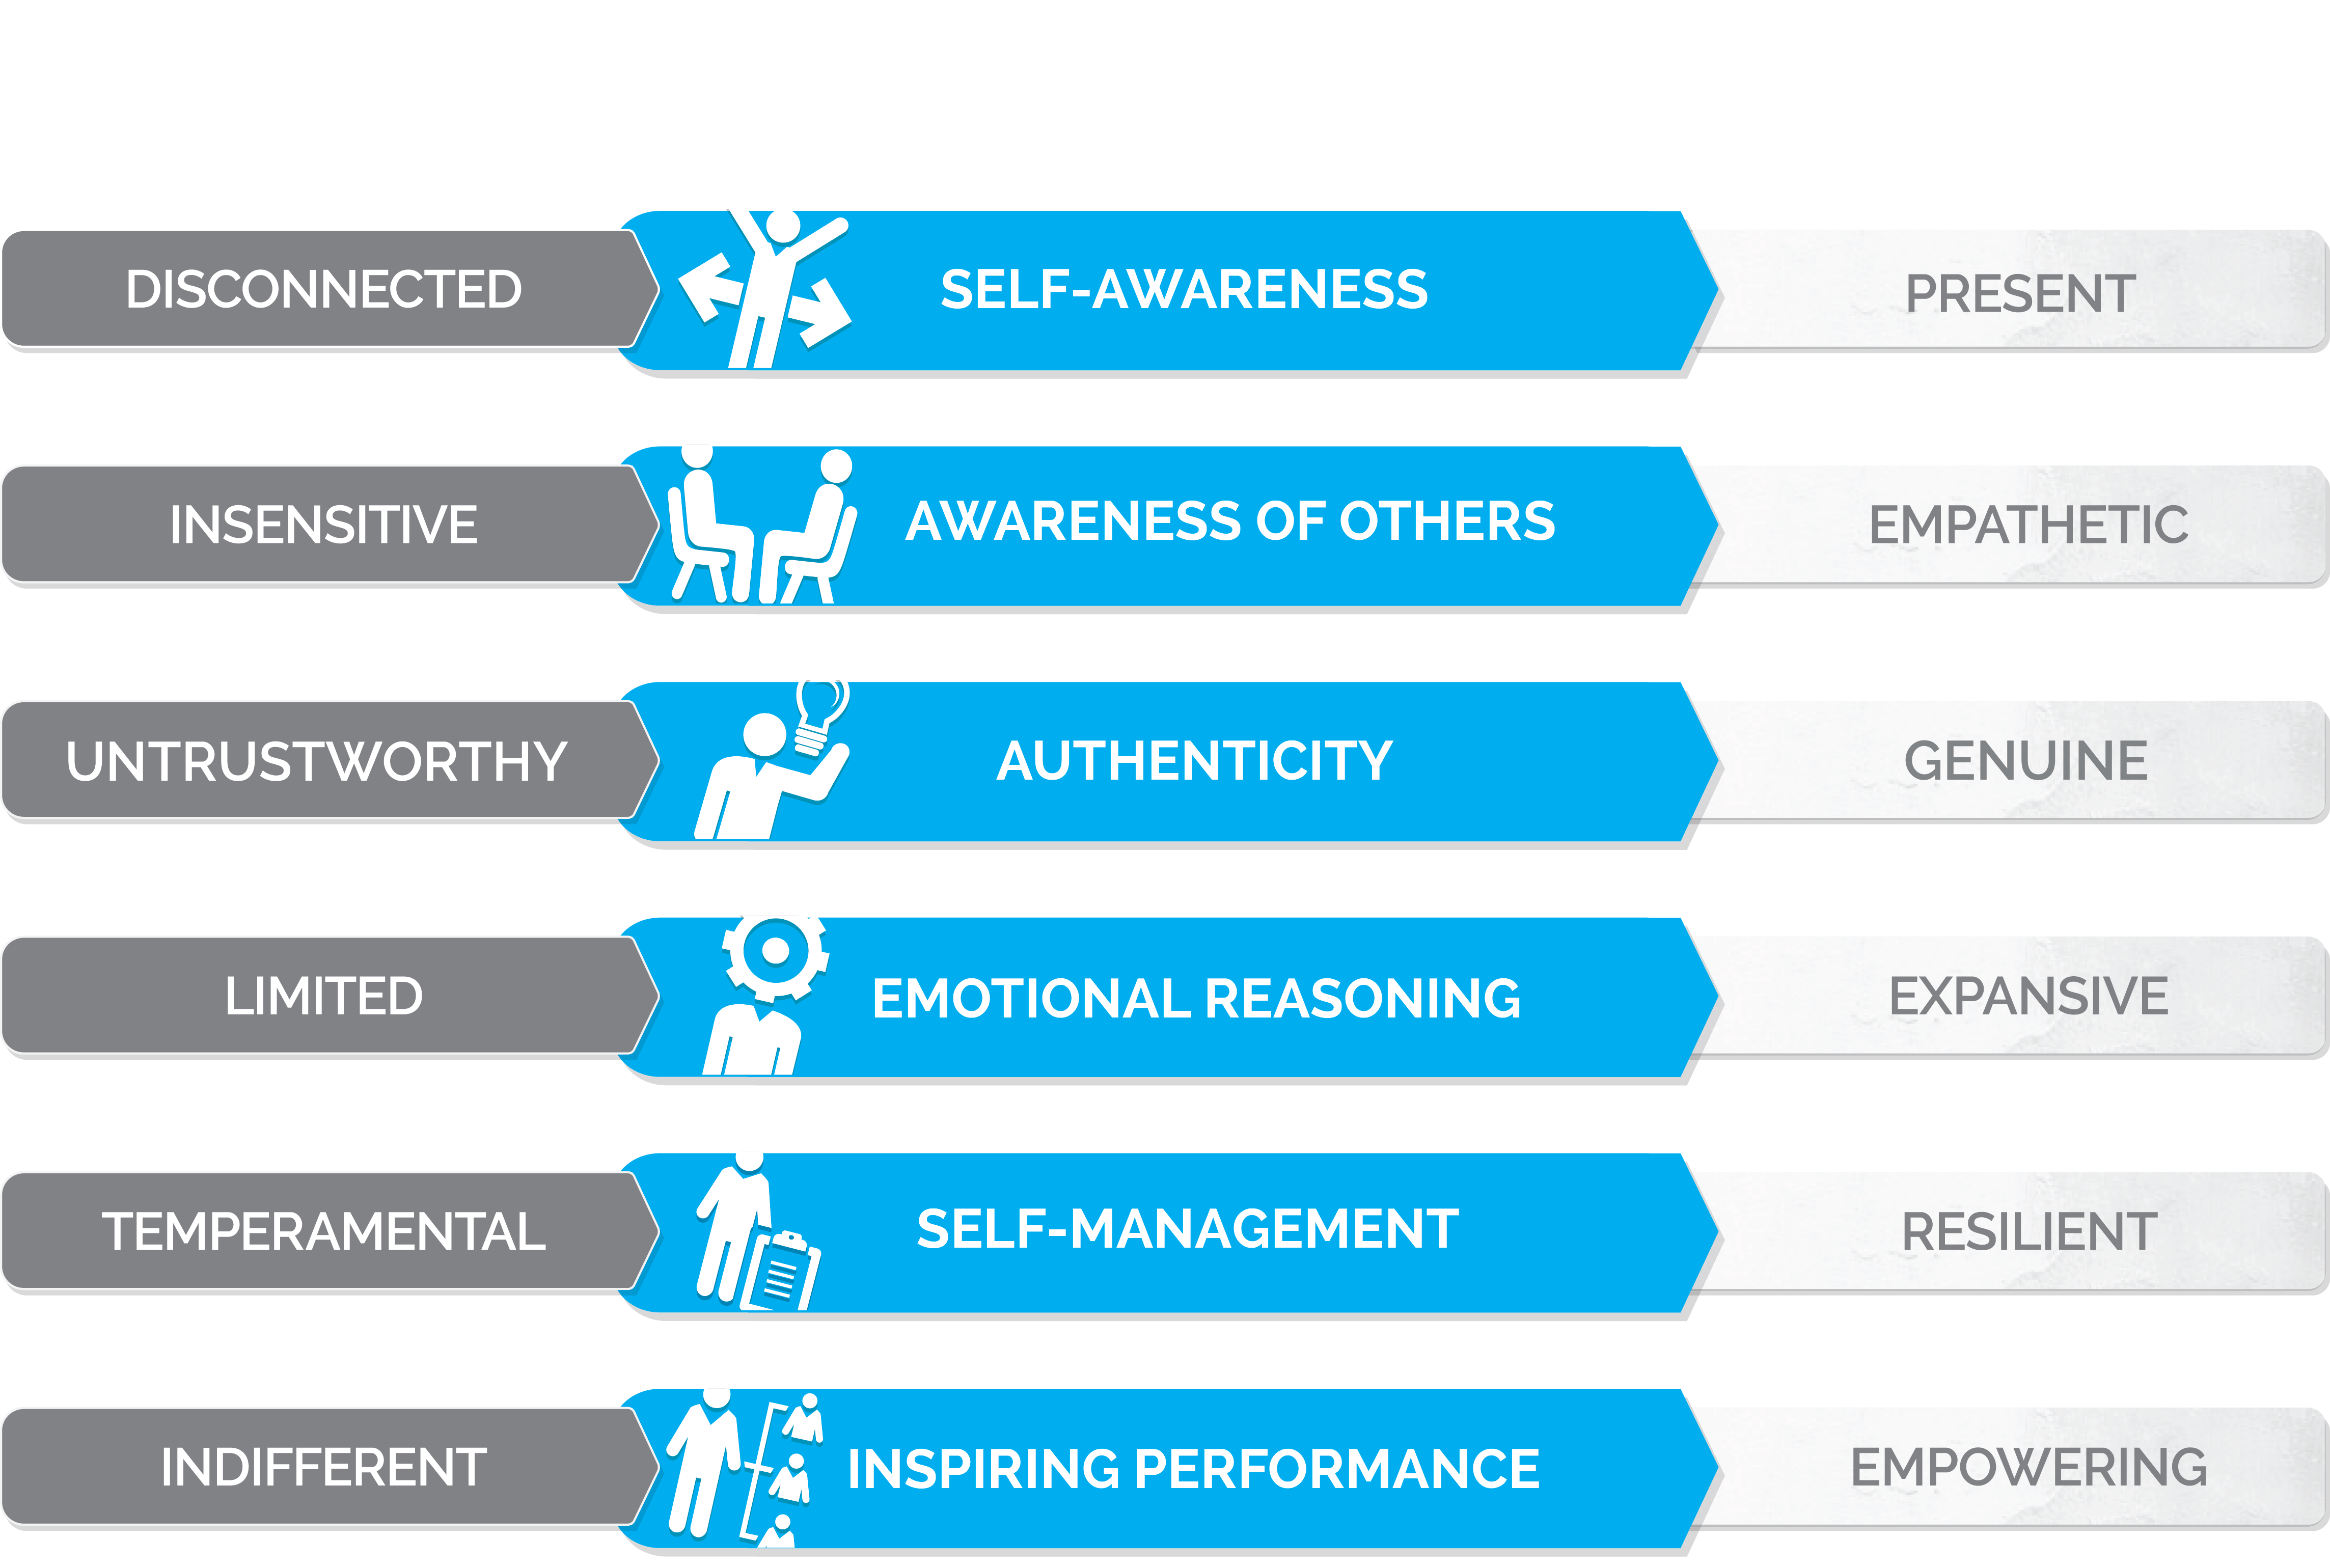 DISCONNECTED
SELF-AWARENESS
PRESENT
INSENSITIVE
AWARENESS OF OTHERS
EMPATHETIC
UNTRUSTWORTHY
AUTHENTICITY
GENUINE
LIMITED
EMOTIONAL REASONING
EXPANSIVE
TEMPERAMENTAL
SELF-MANAGEMENT
RESILIENT
INDIFFERENT
INSPIRING PERFORMANCE
EMPOWERING